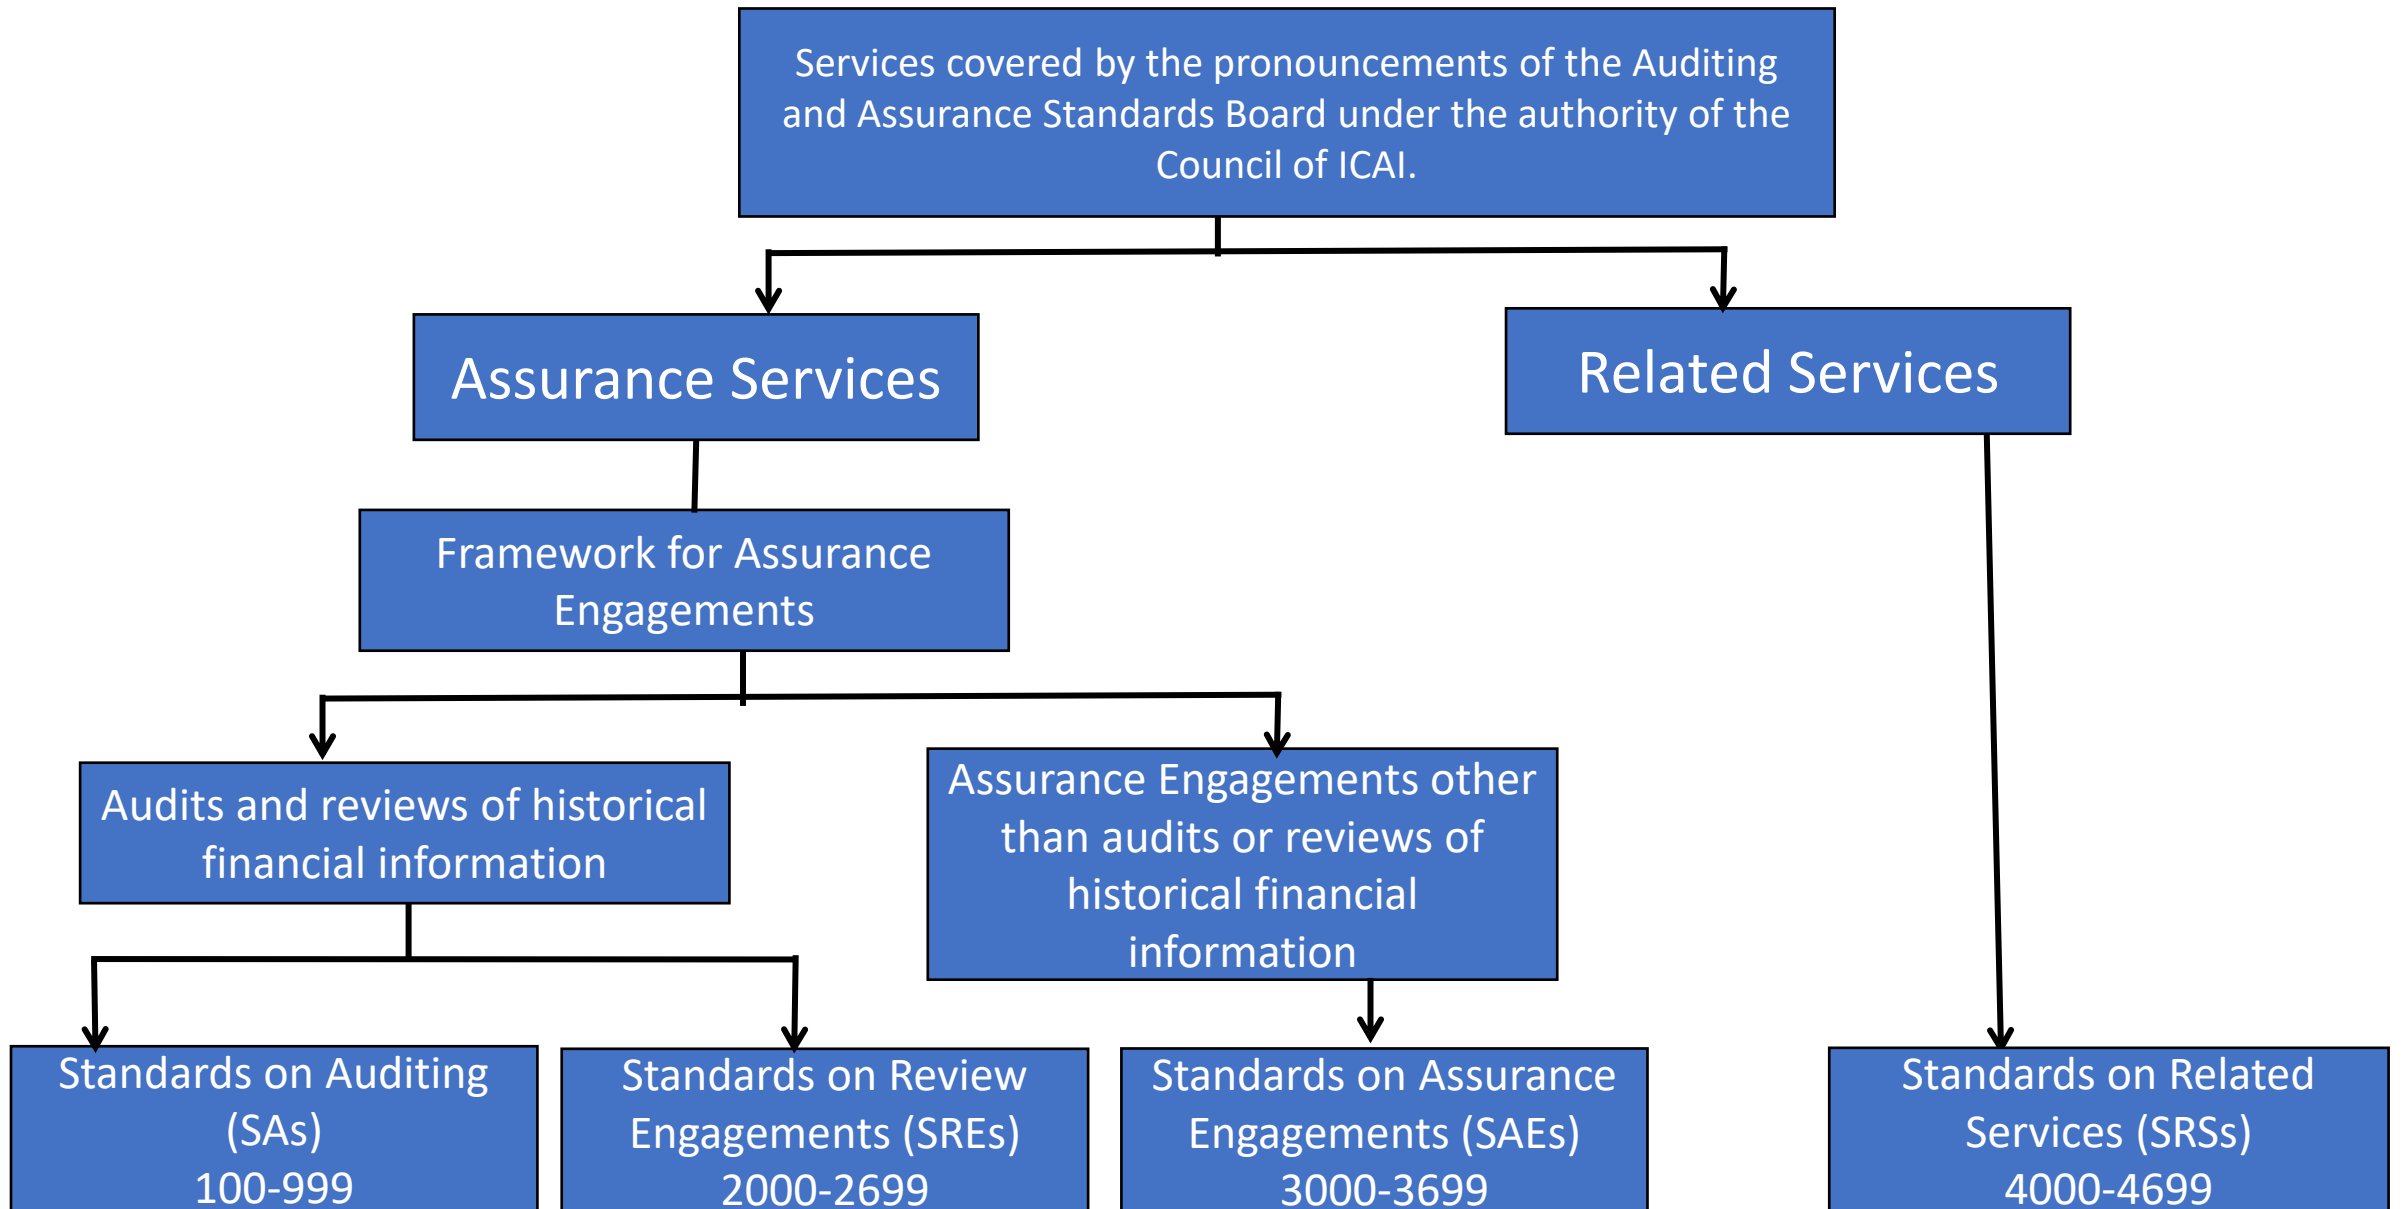 Services covered by the pronouncements of the Auditing
and Assurance Standards Board under the authority of the
Council of ICAI.
Assurance Services
Related Services
Framework for Assurance
Engagements
Audits and reviews of historical
financial information
Assurance Engagements other
than audits or reviews of
historical financial
information
Standards on Auditing
(SAs)
100-999
Standards on Review
Engagements (SREs)
2000-2699
Standards on Assurance
Engagements (SAEs)
3000-3699
Standards on Related
Services (SRSs)
4000-4699